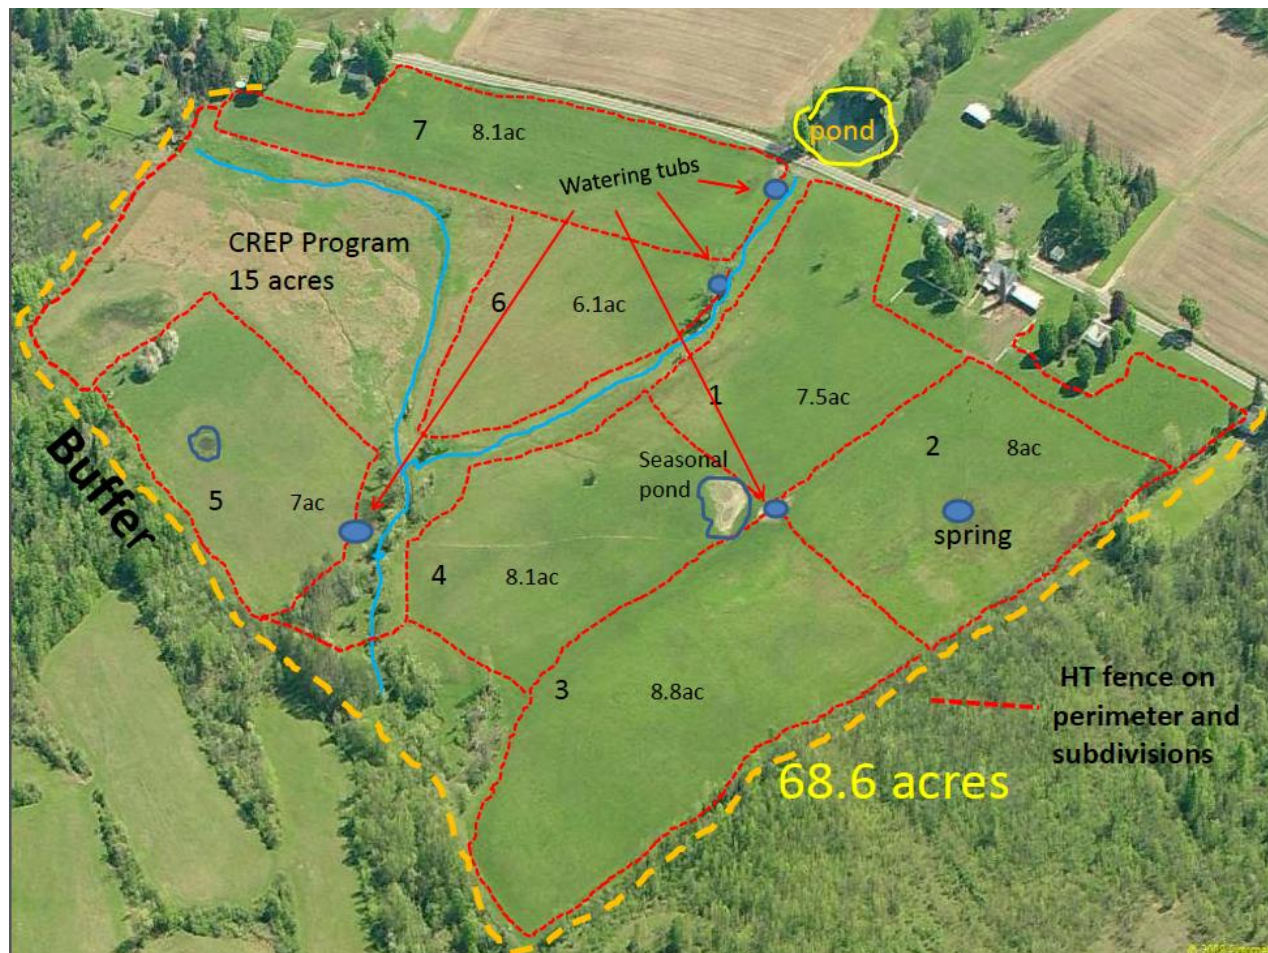 pond
7 8.1ac
Watering tubs
CREP Program
15 acres
6 6.1ac
1 7.5ac
2 8ac
Seasonal
pond
Buffer
5 7ac
spring
4 8.1ac
3 8.8ac
HT fence on
perimeter and
subdivisions
68.6 acres